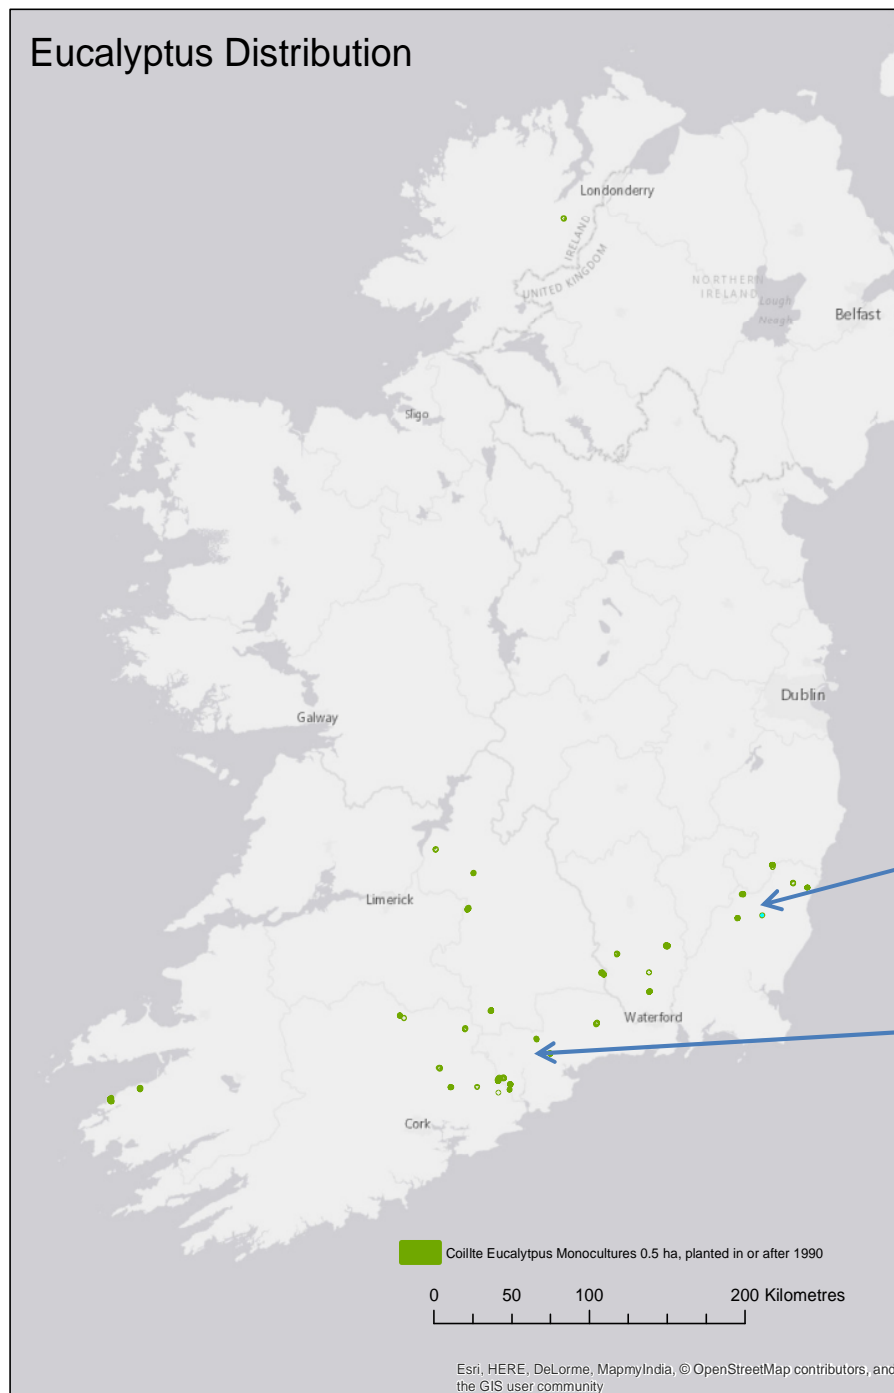 Eucalyptus Distribution
Londonderry
IRELAND
UNITED KINGDOM
NORTHERN
IRELAND
Lough
Neagh
Belfast
Sligo
Dublin
Galway
Limerick
Waterford
Cork
Coillte Eucalytpus Monocultures 0.5 ha, planted in or after 1990
0 50 100 200 Kilometres
Esri, HERE, DeLorme, MapmyIndia, © OpenStreetMap contributors, and
the GIS user community